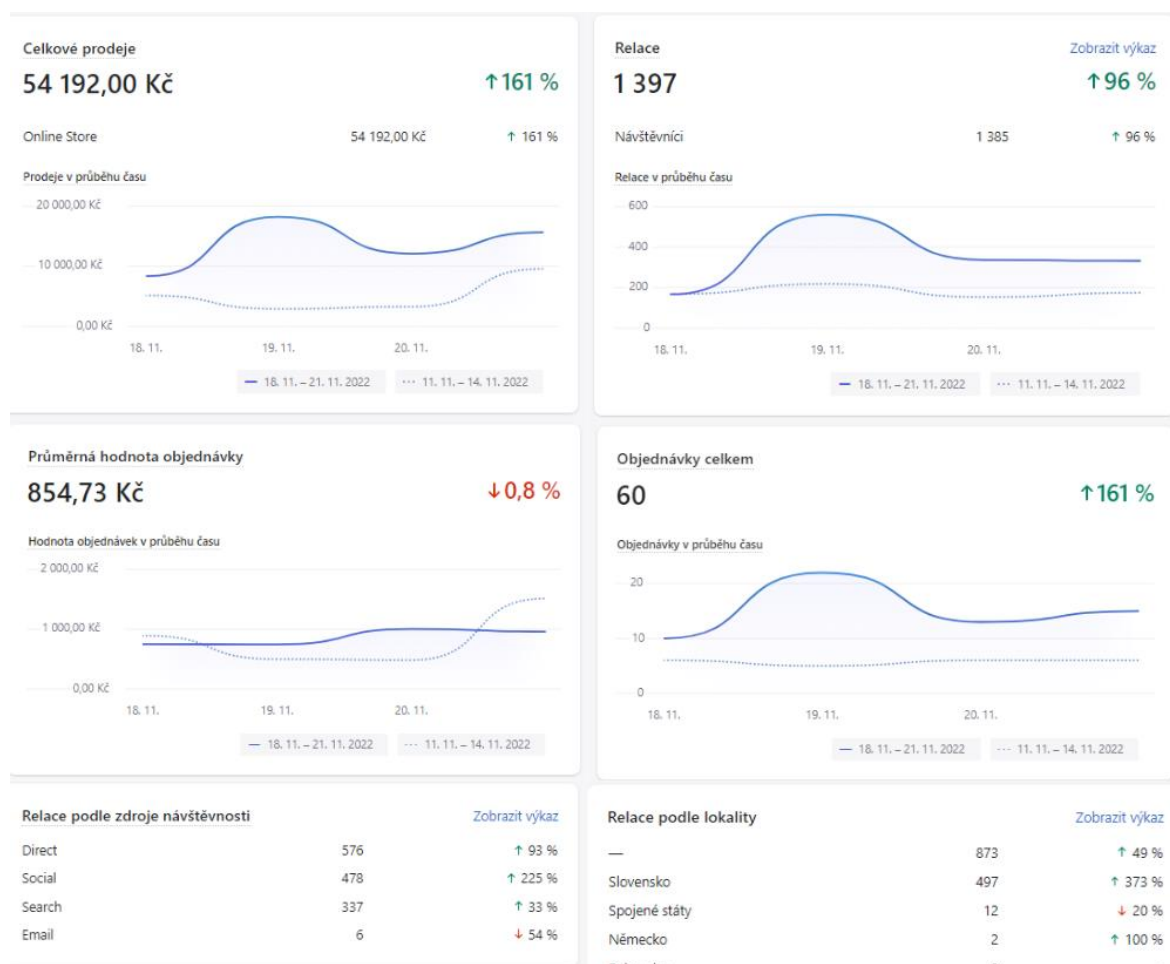 Celkové prodeje
54 192,00 Kč ↑161 %
Online Store 54 192,00 Kč ↑ 161 %
Prodeje v průběhu času
20 000,00 Kč
10 000,00 Kč
0,00 Kč
18. 11. 19. 11. 20. 11.
18. 11. – 21. 11. 2022 11. 11. – 14. 11. 2022
Relace Zobrazit výkaz
1 397 ↑96 %
Návštěvníci 1 385 ↑ 96 %
Relace v průběhu času
600
400
200
0
18. 11. 19. 11. 20. 11.
18. 11. – 21. 11. 2022 11. 11. – 14. 11. 2022
Průměrná hodnota objednávky
854,73 Kč ↓0,8 %
Hodnota objednávek v průběhu času
2 000,00 Kč
1 000,00 Kč
0,00 Kč
18. 11. 19. 11. 20. 11.
18. 11. – 21. 11. 2022 11. 11. – 14. 11. 2022
Objednávky celkem
60 ↑161 %
Objednávky v průběhu času
20
10
0
18. 11. 19. 11. 20. 11.
18. 11. – 21. 11. 2022 11. 11. – 14. 11. 2022
Relace podle zdroje návštěvnosti Zobrazit výkaz
Direct 576 ↑ 93 %
Social 478 ↑ 225 %
Search 337 ↑ 33 %
Email 6 ↓ 54 %
Relace podle lokality Zobrazit výkaz
— 873 ↑ 49 %
Slovensko 497 ↑ 373 %
Spojené státy 12 ↓ 20 %
Německo 2 ↑ 100 %